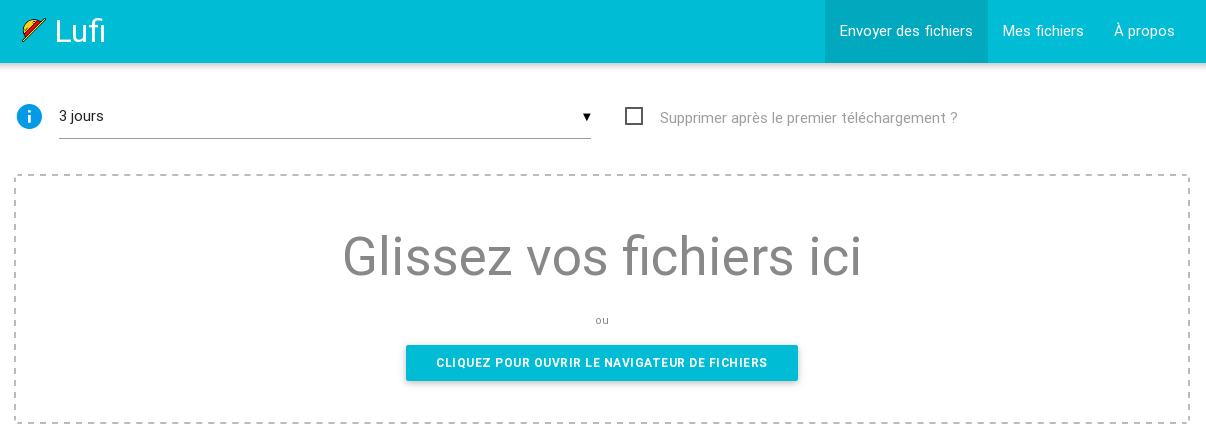 Lufi
Envoyer des fichiers
Mes fichiers
À propos
3 jours
Supprimer après le premier téléchargement ?
Glissez vos fichiers ici
ou
CLIQUEZ POUR OUVRIR LE NAVIGATEUR DE FICHIERS